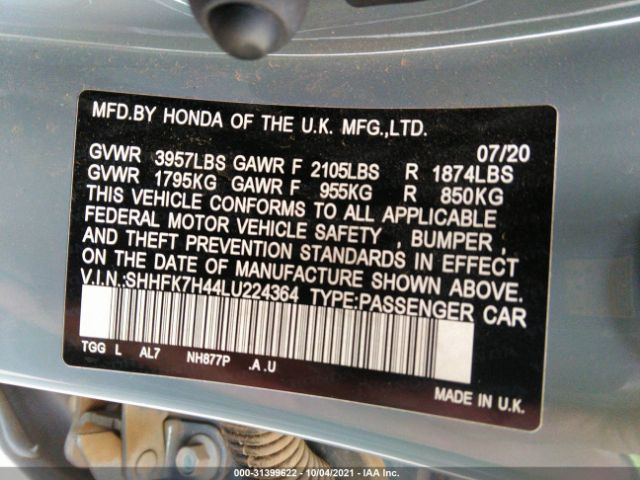 MFD.BY HONDA OF THE U.K. MFG.,LTD.
07/20
GVWR 3957LBS GAWR F 2105LBS R 1874LBS
GVWR 1795KG GAWR F 955KG R 850KG
THIS VEHICLE CONFORMS TO ALL APPLICABLE
FEDERAL MOTOR VEHICLE SAFETY , BUMPER ,
AND THEFT PREVENTION STANDARDS IN EFFECT
ON THE DATE OF MANUFACTURE SHOWN ABOVE.
V.I.N.:SHHFK7H44LU224364 TYPE:PASSENGER CAR
TGG L AL7 NH877P .A.U
MADE IN U.K.
000-31399622 - 10/04/2021 - IAA Inc.